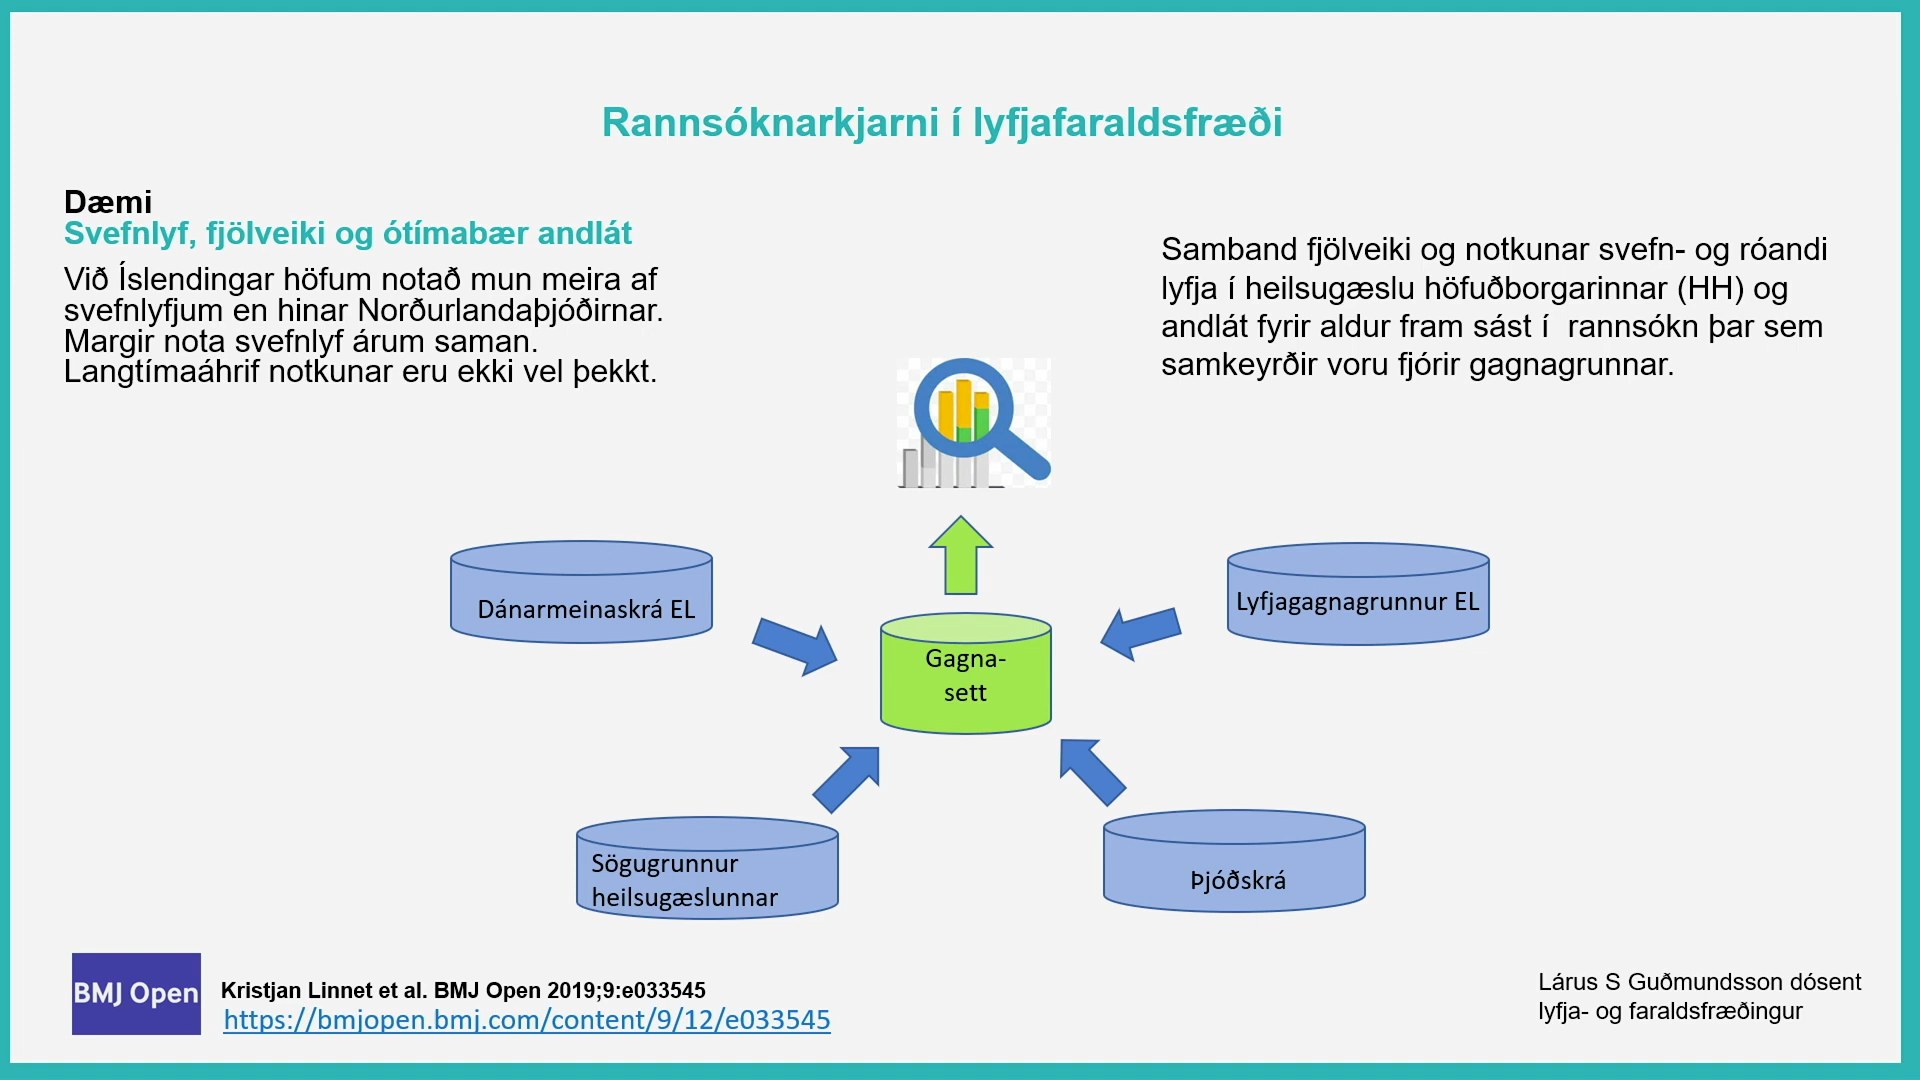 Rannsóknarkjarni í lyfjafaraldsfræði
Dæmi
Svefnlyf, fjölveiki og ótímabær andlát
Við Íslendingar höfum notað mun meira af
svefnlyfjum en hinar Norðurlandaþjóðirnar.
Margir nota svefnlyf árum saman.
Langtímaáhrif notkunar eru ekki vel þekkt.
Samband fjölveiki og notkunar svefn- og róandi
lyfja í heilsugæslu höfuðborgarinnar (HH) og
andlát fyrir aldur fram sást í  rannsókn þar sem
samkeyrðir voru fjórir gagnagrunnar.
Dánarmeinaskrá EL
Lyfjagagnagrunnur EL
Gagna-
sett
Sögugrunnur
heilsugæslunnar
Þjóðskrá
BMJ Open
Kristjan Linnet et al. BMJ Open 2019;9:e033545
https://bmjopen.bmj.com/content/9/12/e033545
Lárus S Guðmundsson dósent
lyfja- og faraldsfræðingur